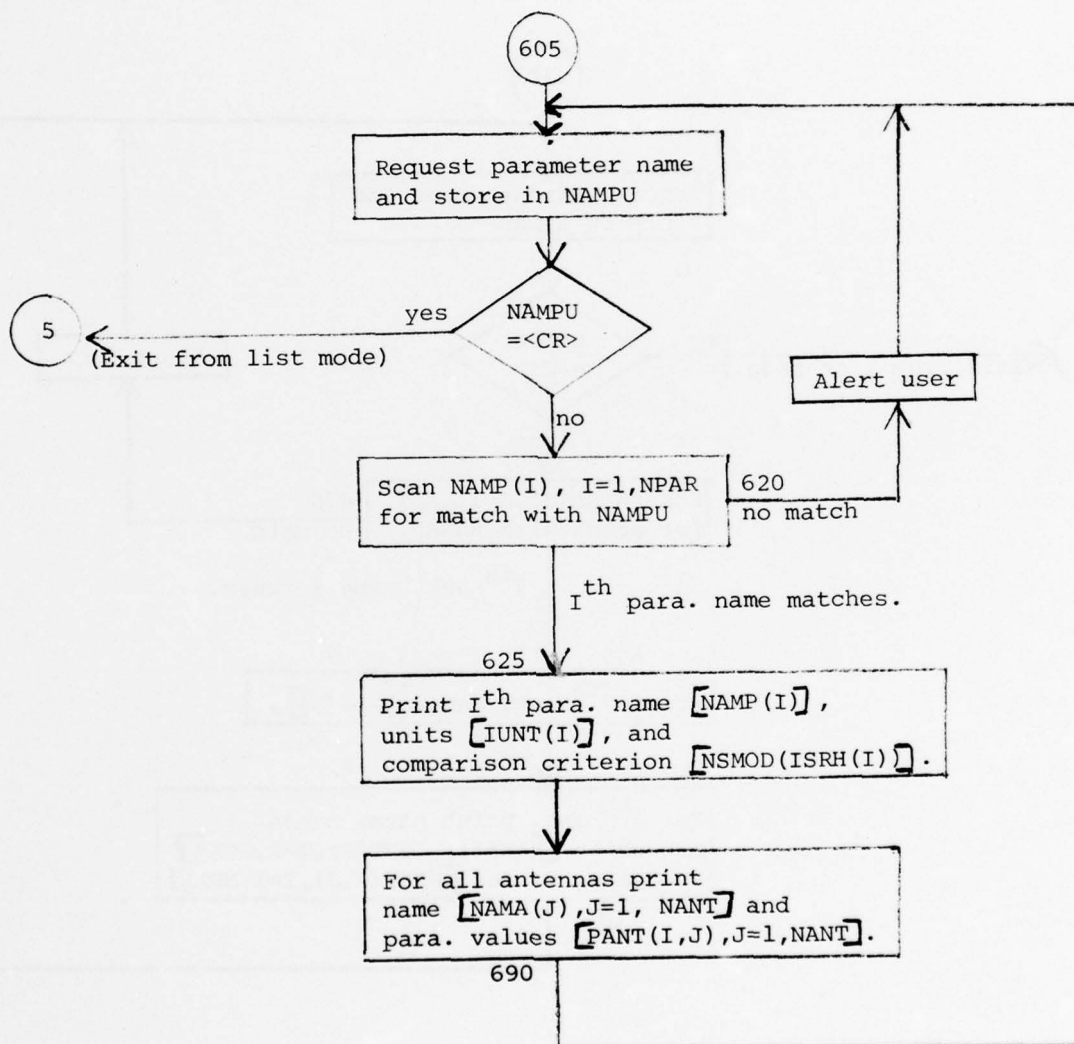 605
Request parameter name
and store in NAMPU
yes
NAMPU
=<CR>
5
(Exit from list mode)
Alert user
no
Scan NAMP(I), I=1,NPAR
for match with NAMPU
620
no match
Ith para. name matches.
625
Print Ith para. name [NAMP(I)],
units [IUNT(I)], and
comparison criterion [NSMOD(ISRH(I))].
For all antennas print
name [NAMA(J),J=1, NANT] and
para. values [PANT(I,J),J=1,NANT].
690